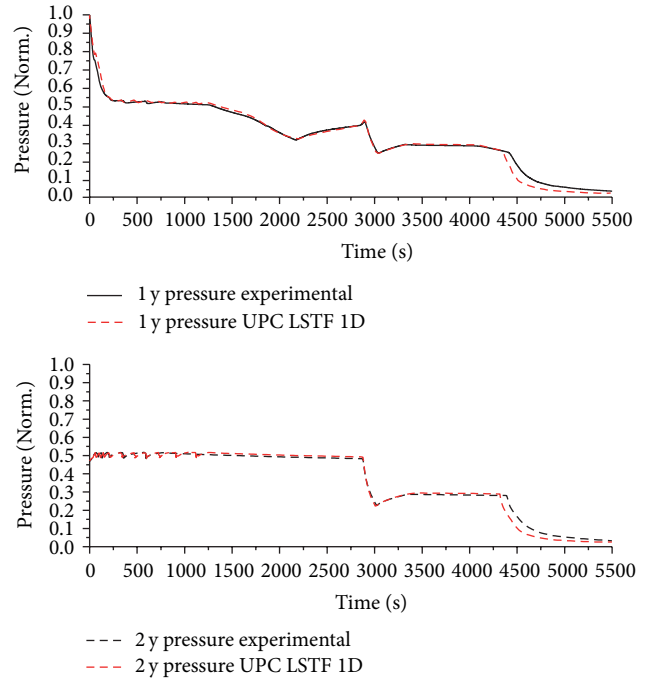 1.0
0.9
0.8
0.7
0.6
0.5
0.4
0.3
0.2
0.1
0.0
Pressure (Norm.)
0 500 1000 1500 2000 2500 3000 3500 4000 4500 5000 5500
Time (s)
1 y pressure experimental
1 y pressure UPC LSTF 1D
1.0
0.9
0.8
0.7
0.6
0.5
0.4
0.3
0.2
0.1
0.0
Pressure (Norm.)
0 500 1000 1500 2000 2500 3000 3500 4000 4500 5000 5500
Time (s)
2 y pressure experimental
2 y pressure UPC LSTF 1D